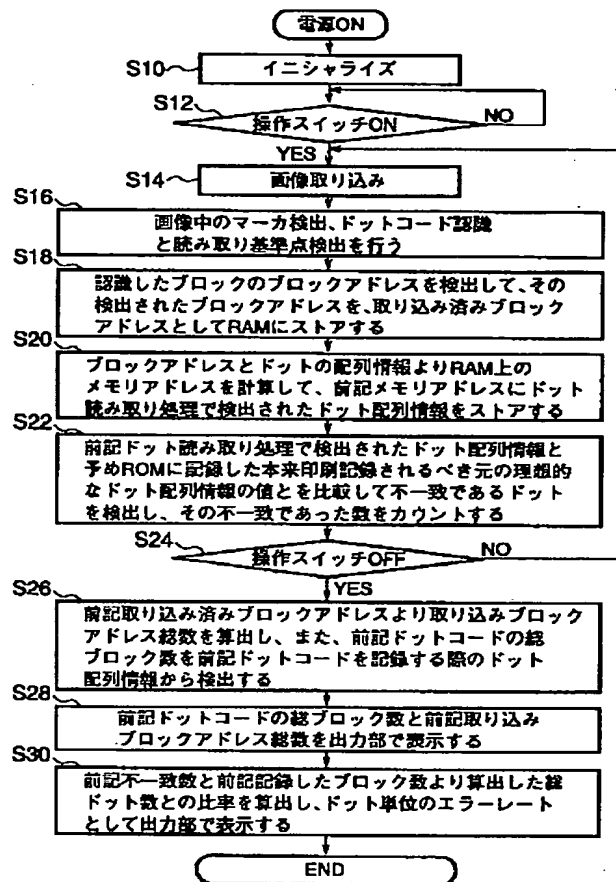 電源ON
S10
イニシャライズ
S12
操作スイッチON
NO
YES
S14
画像取り込み
S16
画像中のマーカ検出、ドットコード認識
と読み取り基準点検出を行う
S18
認識したブロックのブロックアドレスを検出して、その
検出されたブロックアドレスを、取り込み済みブロック
アドレスとしてRAMにストアする
S20
ブロックアドレスとドットの配列情報よりRAM上の
メモリアドレスを計算して、前記メモリアドレスにドット
読み取り処理で検出されたドット配列情報をストアする
S22
前記ドット読み取り処理で検出されたドット配列情報と
予めROMに記録した本来印刷記録されるべき元の理想的
なドット配列情報の値とを比較して不一致であるドット
を検出し、その不一致であった数をカウントする
S24
操作スイッチOFF
NO
YES
S26
前記取り込み済みブロックアドレスより取り込みブロック
アドレス総数を算出し、また、前記ドットコードの総
ブロック数を前記ドットコードを記録する際のドット
配列情報から検出する
S28
前記ドットコードの総ブロック数と前記取り込み
ブロックアドレス総数を出力部で表示する
S30
前記不一致数と前記記録したブロック数より算出した総
ドット数との比率を算出し、ドット単位のエラーレート
として出力部で表示する
END